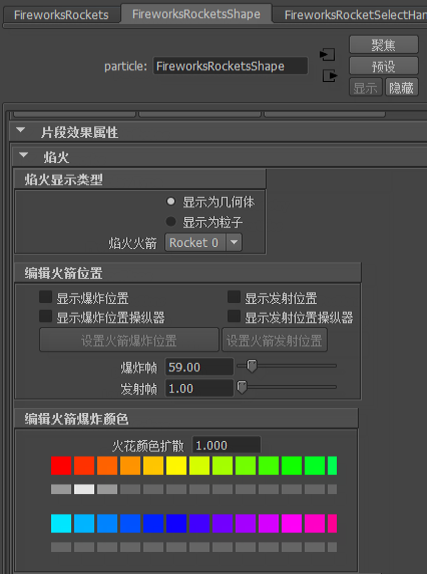 FireworksRockets FireworksRocketsShape FireworksRocketSelectHan
聚焦
particle: FireworksRocketsShape 预设
显示 隐藏
片段效果属性
焰火
焰火显示类型
显示为几何体
显示为粒子
焰火火箭 Rocket 0
编辑火箭位置
显示爆炸位置 显示发射位置
显示爆炸位置操纵器 显示发射位置操纵器
设置火箭爆炸位置 设置火箭发射位置
爆炸帧 59.00
发射帧 1.00
编辑火箭爆炸颜色
火花颜色扩散 1.000